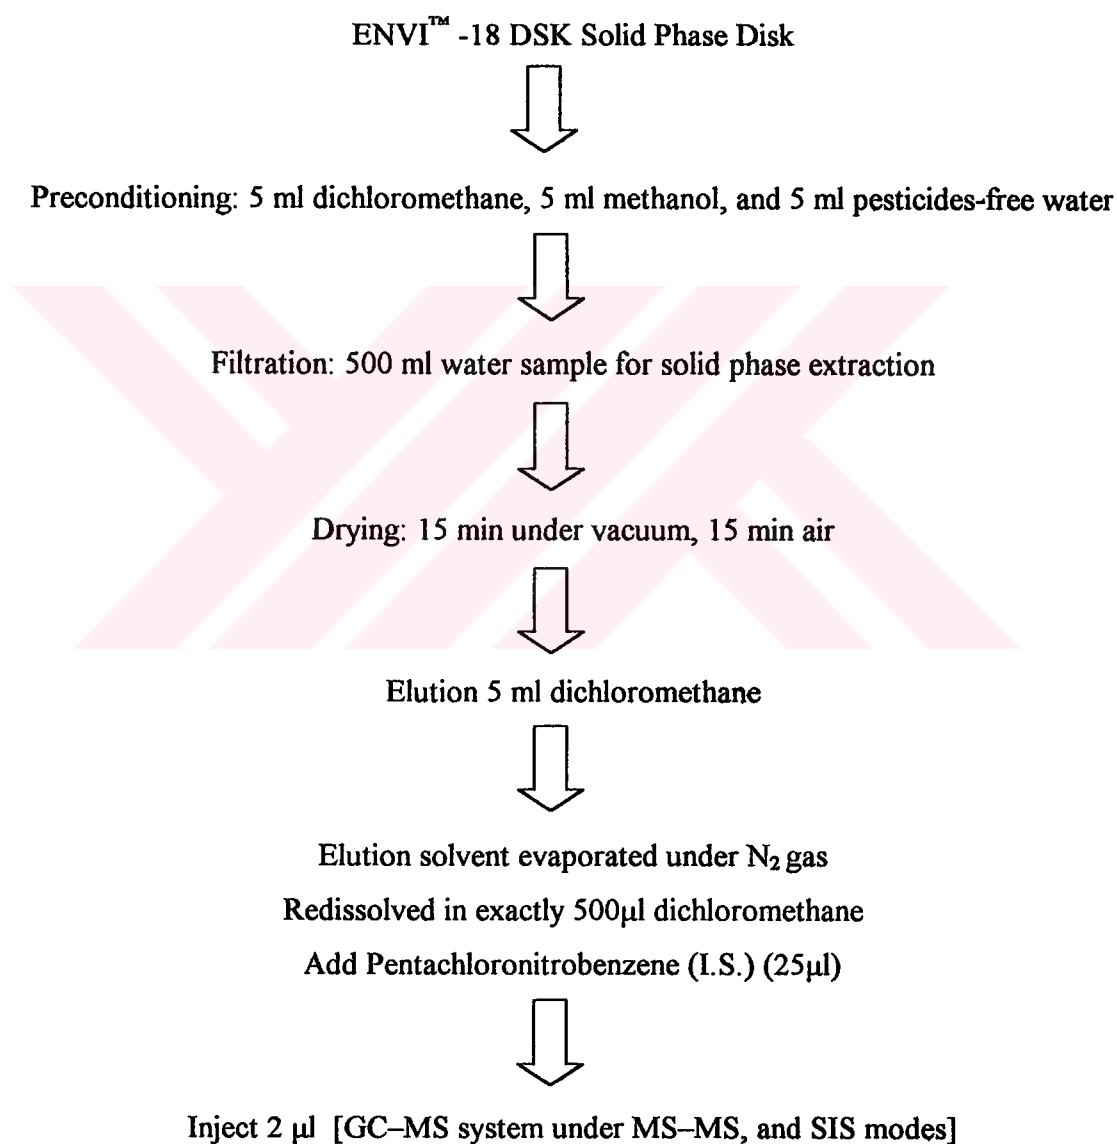 ENVI™ -18 DSK Solid Phase Disk
Preconditioning: 5 ml dichloromethane, 5 ml methanol, and 5 ml pesticides-free water
Filtration: 500 ml water sample for solid phase extraction
Drying: 15 min under vacuum, 15 min air
Elution 5 ml dichloromethane
Elution solvent evaporated under N₂ gas
Redissolved in exactly 500µl dichloromethane
Add Pentachloronitrobenzene (I.S.) (25µl)
Inject 2 µl [GC–MS system under MS–MS, and SIS modes]